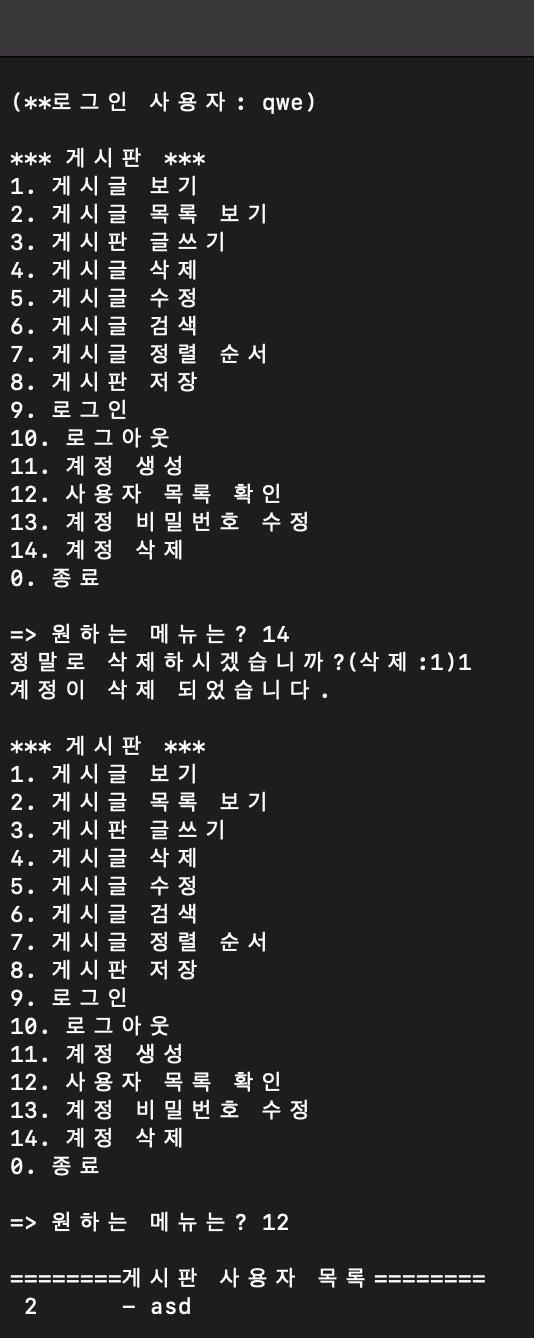 (**로그인 사용자: qwe)
*** 게시판 ***
1. 게시글 보기
2. 게시글 목록 보기
3. 게시판 글쓰기
4. 게시글 삭제
5. 게시글 수정
6. 게시글 검색
7. 게시글 정렬 순서
8. 게시판 저장
9. 로그인
10. 로그아웃
11. 계정 생성
12. 사용자 목록 확인
13. 계정 비밀번호 수정
14. 계정 삭제
0. 종료
=> 원하는 메뉴는? 14
정말로 삭제하시겠습니까?(삭제:1)1
계정이 삭제 되었습니다.
*** 게시판 ***
1. 게시글 보기
2. 게시글 목록 보기
3. 게시판 글쓰기
4. 게시글 삭제
5. 게시글 수정
6. 게시글 검색
7. 게시글 정렬 순서
8. 게시판 저장
9. 로그인
10. 로그아웃
11. 계정 생성
12. 사용자 목록 확인
13. 계정 비밀번호 수정
14. 계정 삭제
0. 종료
=> 원하는 메뉴는? 12
========게시판 사용자 목록========
2 - asd